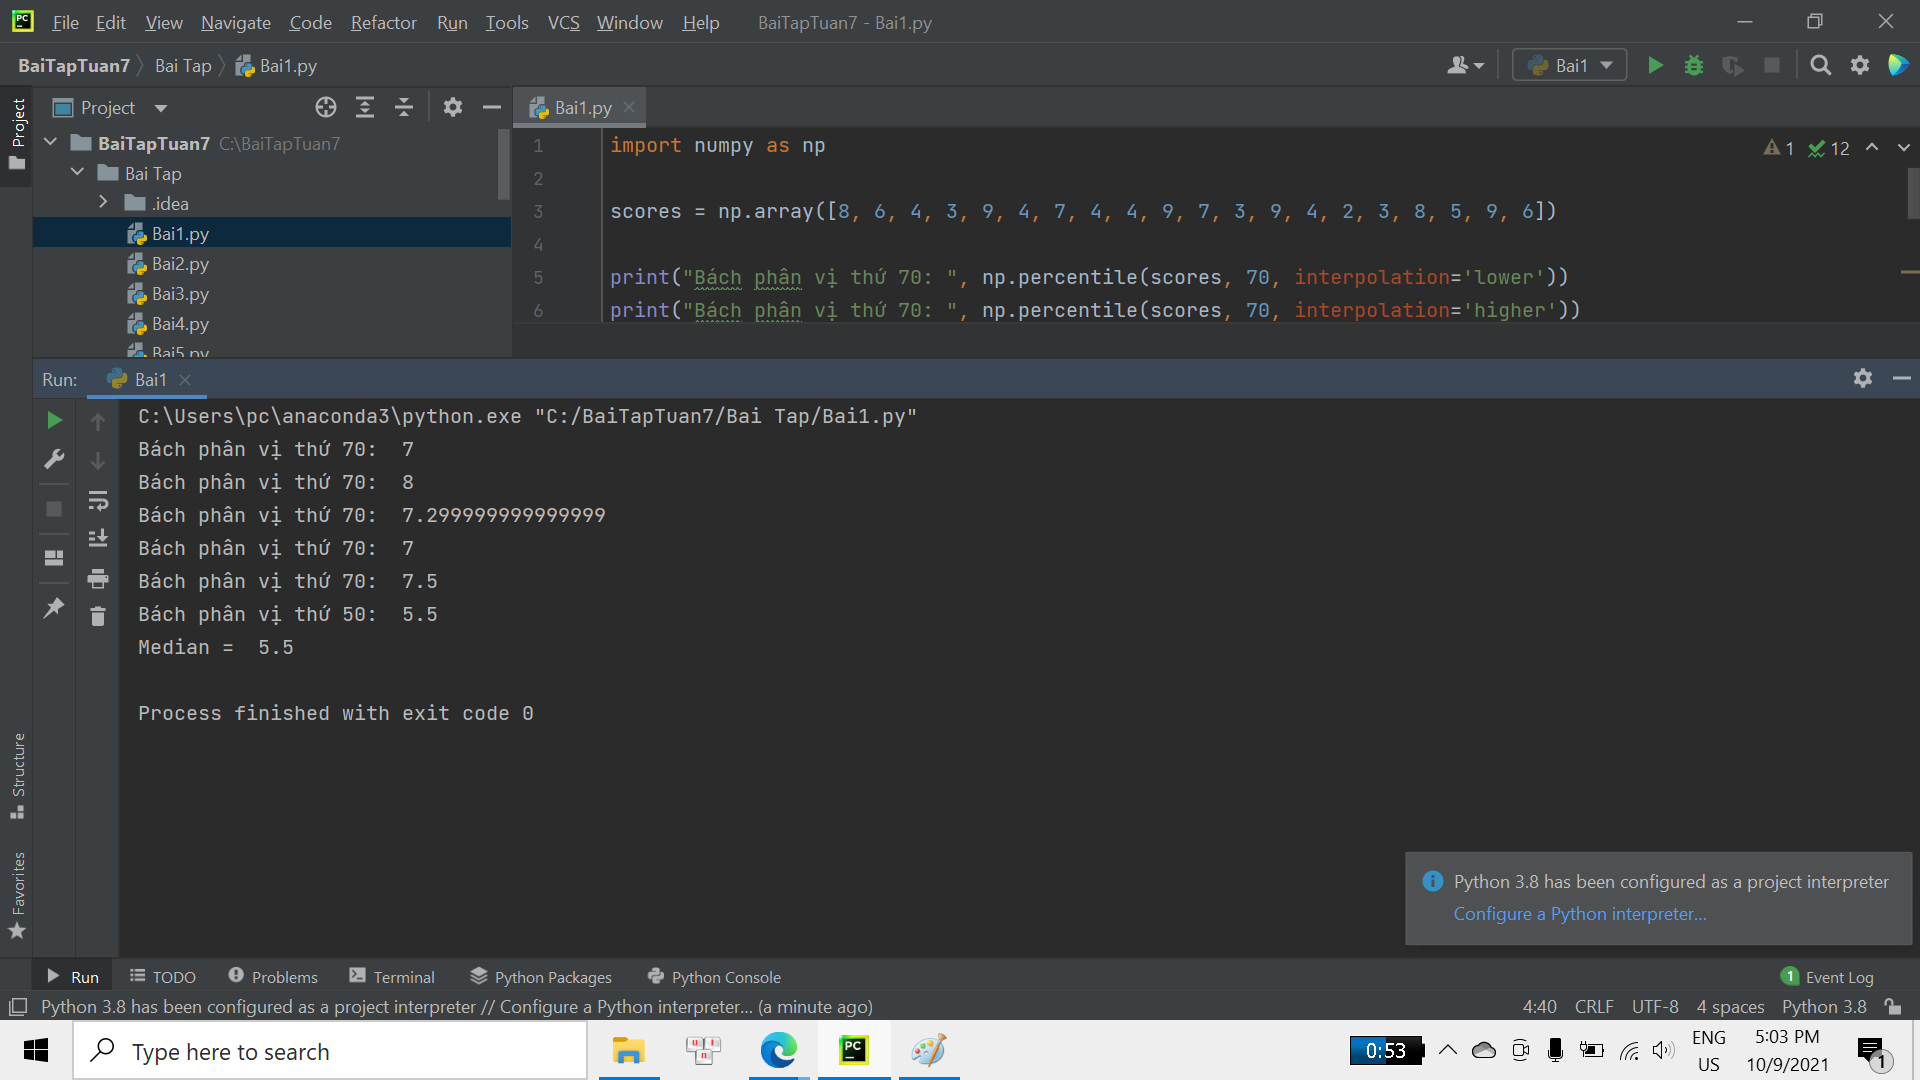 File Edit View Navigate Code Refactor Run Tools VCS Window Help BaiTapTuan7 - Bai1.py
BaiTapTuan7 Bai Tap Bai1.py
Bai1
Project
Project
Bai1.py
BaiTapTuan7 C:\BaiTapTuan7
Bai Tap
.idea
Bai1.py
Bai2.py
Bai3.py
Bai4.py
Bai5.py
1 import numpy as np
1 12
2
3 scores = np.array([8, 6, 4, 3, 9, 4, 7, 4, 4, 9, 7, 3, 9, 4, 2, 3, 8, 5, 9, 6])
4
5 print("Bách phân vị thứ 70: ", np.percentile(scores, 70, interpolation='lower'))
6 print("Bách phân vị thứ 70: ", np.percentile(scores, 70, interpolation='higher'))
Run: Bai1
C:\Users\pc\anaconda3\python.exe "C:/BaiTapTuan7/Bai Tap/Bai1.py"
Bách phân vị thứ 70:  7
Bách phân vị thứ 70:  8
Bách phân vị thứ 70:  7.299999999999999
Bách phân vị thứ 70:  7
Bách phân vị thứ 70:  7.5
Bách phân vị thứ 50:  5.5
Median =  5.5
Process finished with exit code 0
Structure
Favorites
Python 3.8 has been configured as a project interpreter
Configure a Python interpreter...
Run TODO Problems Terminal Python Packages Python Console 1 Event Log
Python 3.8 has been configured as a project interpreter // Configure a Python interpreter... (a minute ago) 4:40 CRLF UTF-8 4 spaces Python 3.8
Type here to search
0:53
ENG
US
5:03 PM
10/9/2021
1